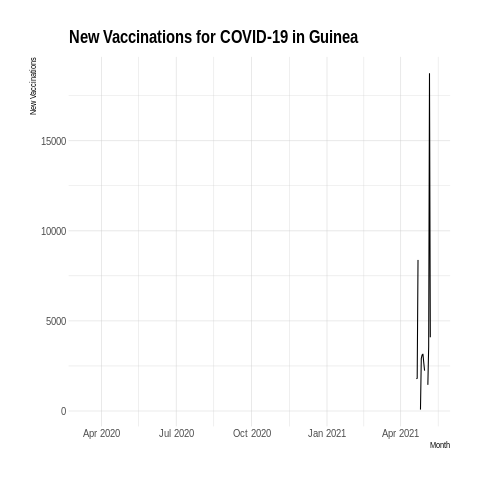 New Vaccinations for COVID-19 in Guinea
New Vaccinations
15000
10000
5000
0
Apr 2020 Jul 2020 Oct 2020 Jan 2021 Apr 2021
Month